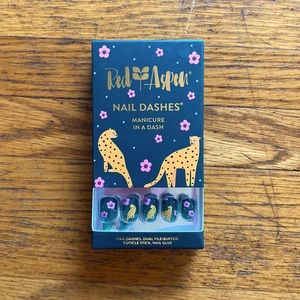 Red Aspen®
NAIL DASHES®
MANICURE
IN A DASH
NAIL DASHES, DUAL FILE/BUFFER,
CUTICLE STICK, NAIL GLUE